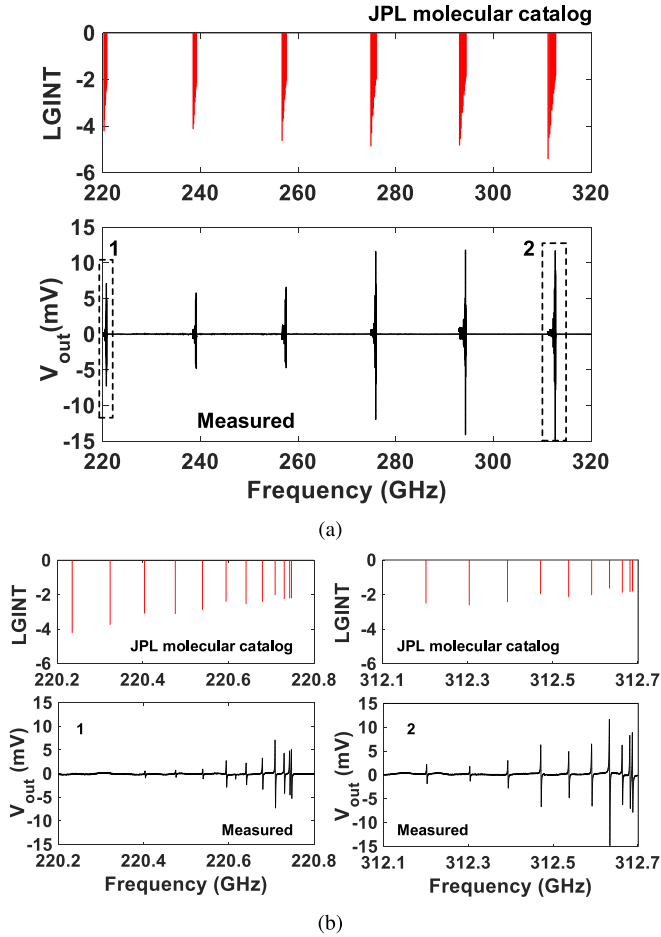 JPL molecular catalog
LGINT
0
-2
-4
-6
220 240 260 280 300 320
V_out(mV)
15
10
5
0
-5
-10
-15
1
2
Measured
220 240 260 280 300 320
Frequency (GHz)
(a)
LGINT
0
-2
-4
-6
JPL molecular catalog
220.2 220.4 220.6 220.8
LGINT
0
-2
-4
-6
JPL molecular catalog
312.1 312.3 312.5 312.7
V_out (mV)
15
10
5
0
-5
-10
-15
1
Measured
220.2 220.4 220.6 220.8
Frequency (GHz)
V_out (mV)
15
10
5
0
-5
-10
-15
2
Measured
312.1 312.3 312.5 312.7
Frequency (GHz)
(b)